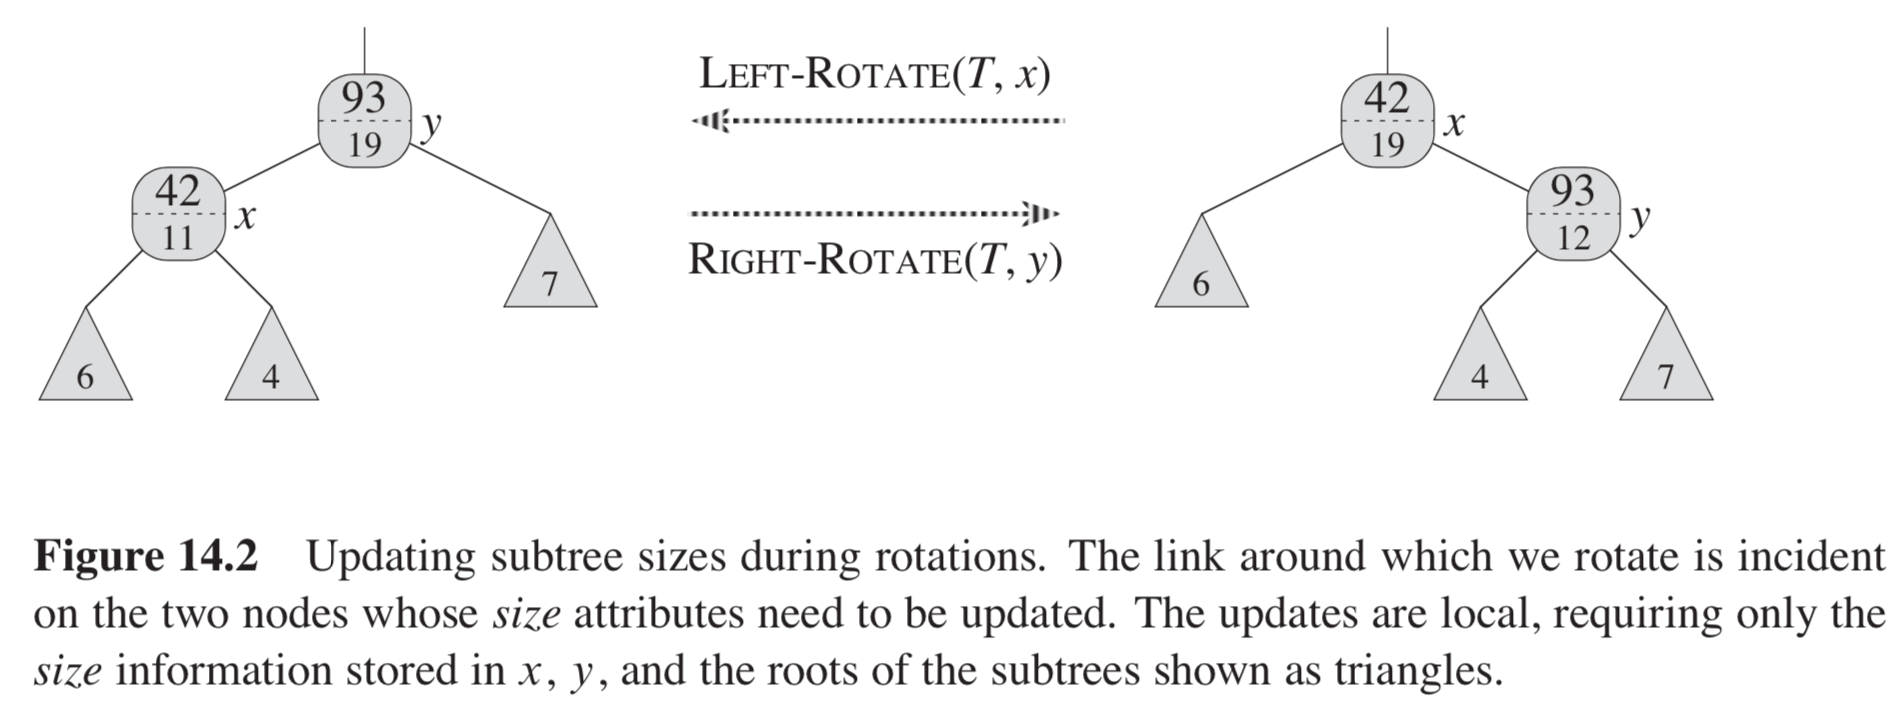 93
19
y
42
11
x
6
4
7
LEFT-ROTATE(T, x)
RIGHT-ROTATE(T, y)
42
19
x
93
12
y
6
4
7
Figure 14.2 Updating subtree sizes during rotations. The link around which we rotate is incident
on the two nodes whose size attributes need to be updated. The updates are local, requiring only the
size information stored in x, y, and the roots of the subtrees shown as triangles.